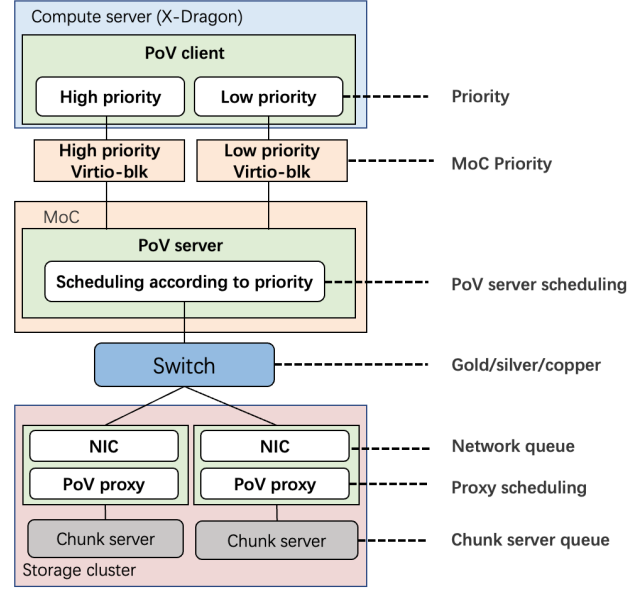 Compute server (X-Dragon)
PoV client
High priority
Low priority
Priority
High priority
Virtio-blk
Low priority
Virtio-blk
MoC Priority
MoC
PoV server
Scheduling according to priority
PoV server scheduling
Switch
Gold/silver/copper
NIC
NIC
Network queue
PoV proxy
PoV proxy
Proxy scheduling
Chunk server
Chunk server
Chunk server queue
Storage cluster